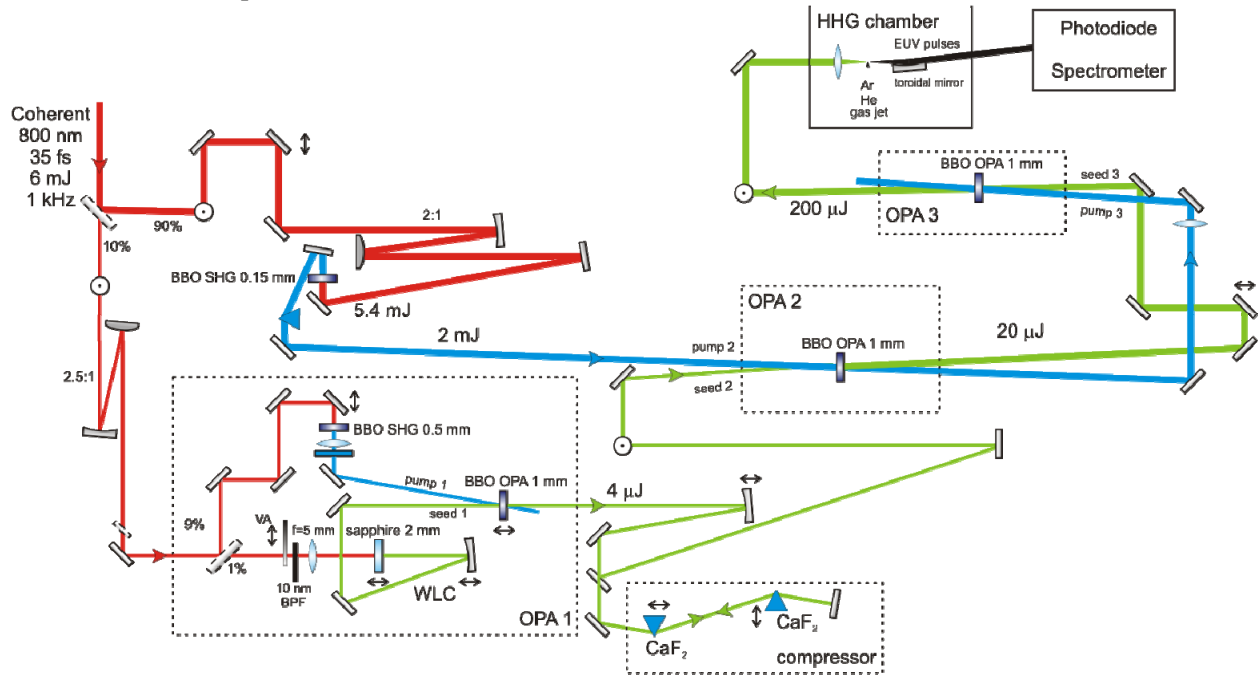 HHG chamber
EUV pulses
toroidal mirror
Ar
He
gas jet
Photodiode
Spectrometer
Coherent
800 nm
35 fs
6 mJ
1 kHz
90%
10%
2:1
BBO SHG 0.15 mm
5.4 mJ
BBO OPA 1 mm
seed 3
pump 3
200 µJ
OPA 3
2 mJ
OPA 2
pump 2
BBO OPA 1 mm
seed 2
20 µJ
2.5:1
BBO SHG 0.5 mm
pump 1
BBO OPA 1 mm
seed 1
4 µJ
9%
1%
VA
f=5 mm
sapphire 2 mm
10 nm
BPF
WLC
OPA 1
CaF2
CaF2
compressor